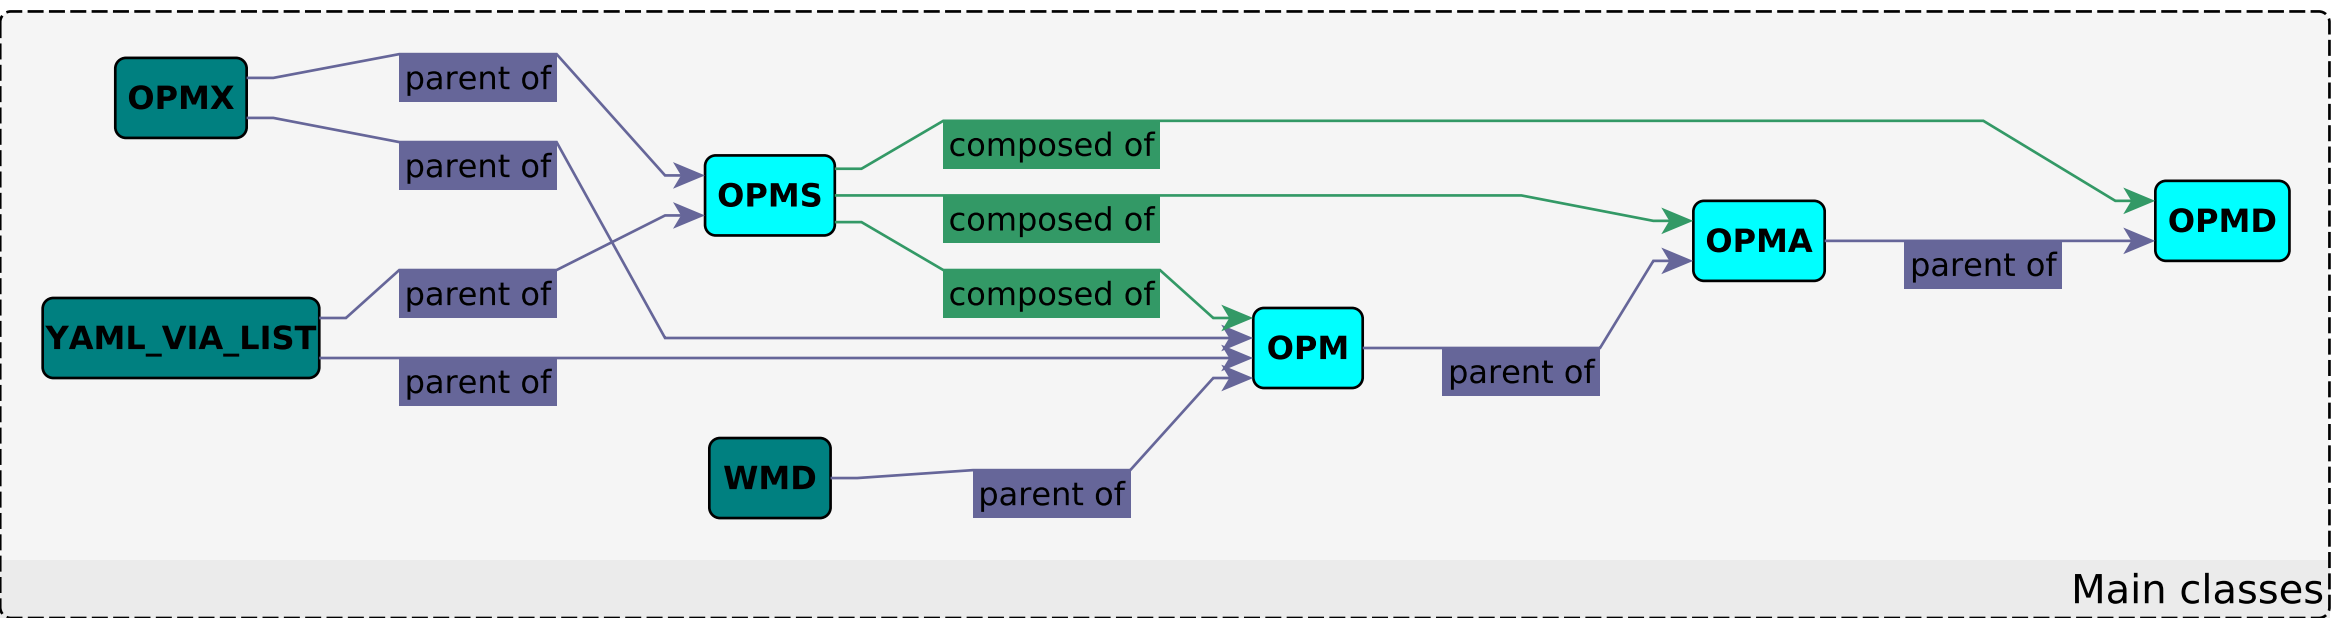 OPMX
parent of
parent of
OPMS
composed of
composed of
composed of
OPMA
OPMD
parent of
YAML_VIA_LIST
parent of
parent of
OPM
parent of
WMD
parent of
Main classes